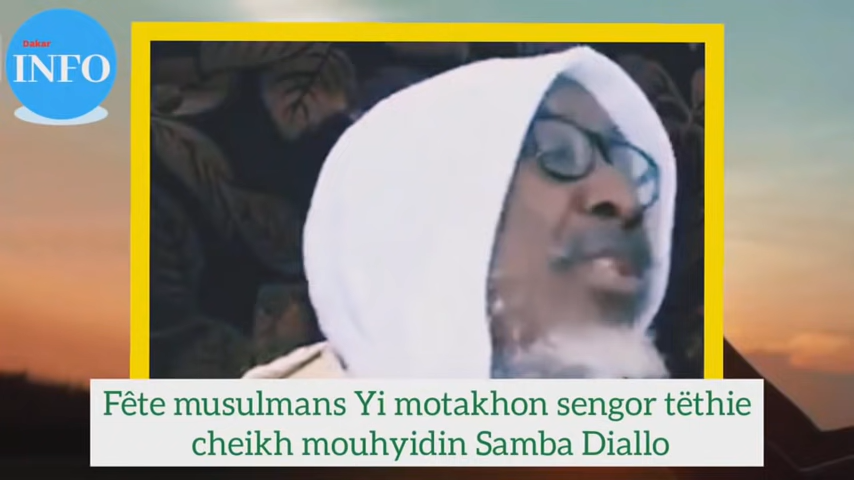 Dakar
INFO
Fête musulmans Yi motakhon sengor tëthie
cheikh mouhyidin Samba Diallo